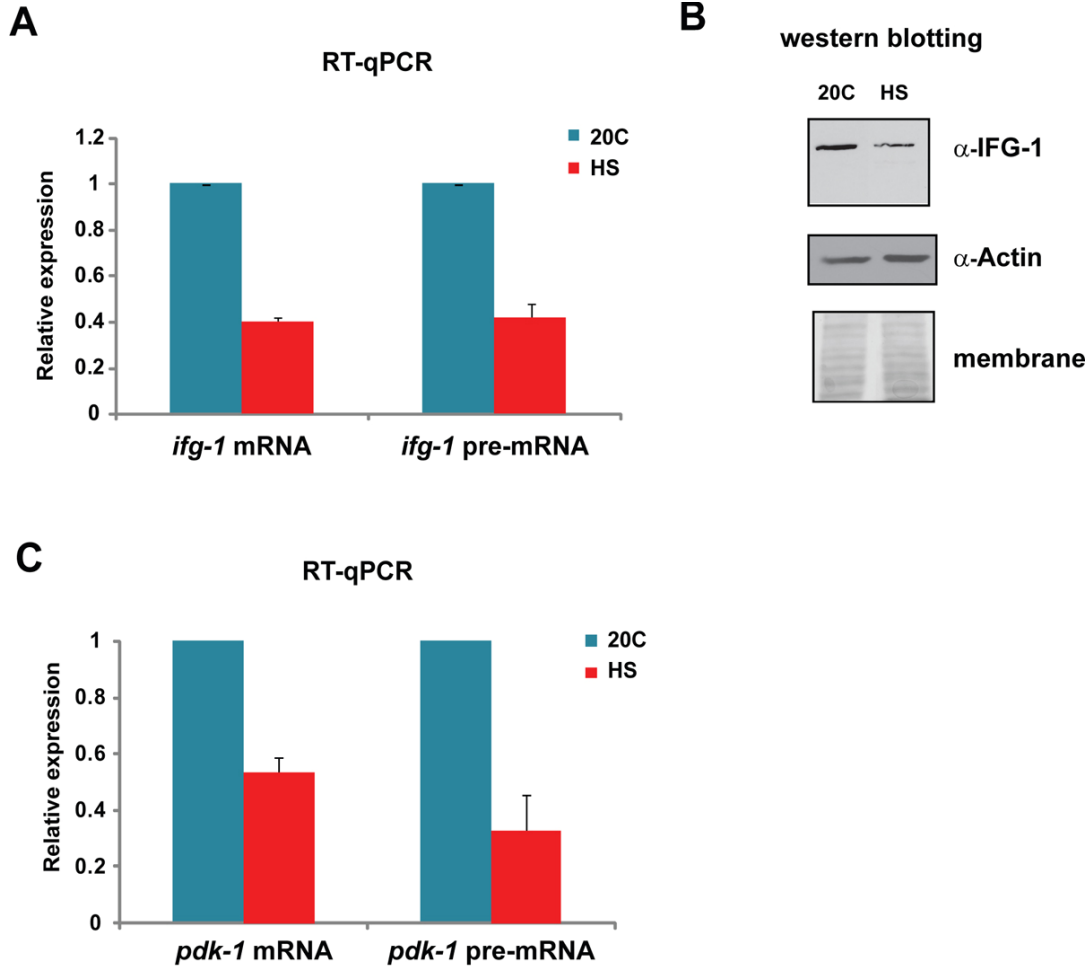 A
RT-qPCR
20C
HS
Relative expression
1.2
1
0.8
0.6
0.4
0.2
0
ifg-1 mRNA
ifg-1 pre-mRNA
B
western blotting
20C HS
α-IFG-1
α-Actin
membrane
C
RT-qPCR
20C
HS
Relative expression
1
0.8
0.6
0.4
0.2
0
pdk-1 mRNA
pdk-1 pre-mRNA